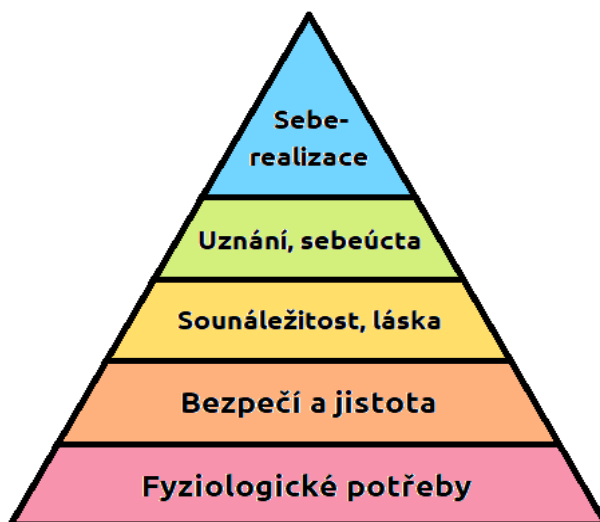 Sebe-
realizace
Uznání, sebeúcta
Sounáležitost, láska
Bezpečí a jistota
Fyziologické potřeby